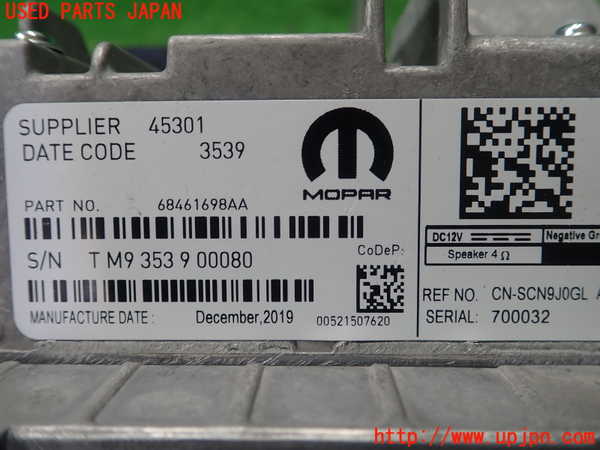 USED PARTS JAPAN
SUPPLIER 45301
DATE CODE 3539
MOPAR
PART NO. 68461698AA
S/N T M9 353 9 00080
CoDeP:
MANUFACTURE DATE : December,2019
00521507620
DC12V Negative
Speaker 4 Ω
REF NO. CN-SCN9J0GL
SERIAL: 700032
http://www.upjpn.com/